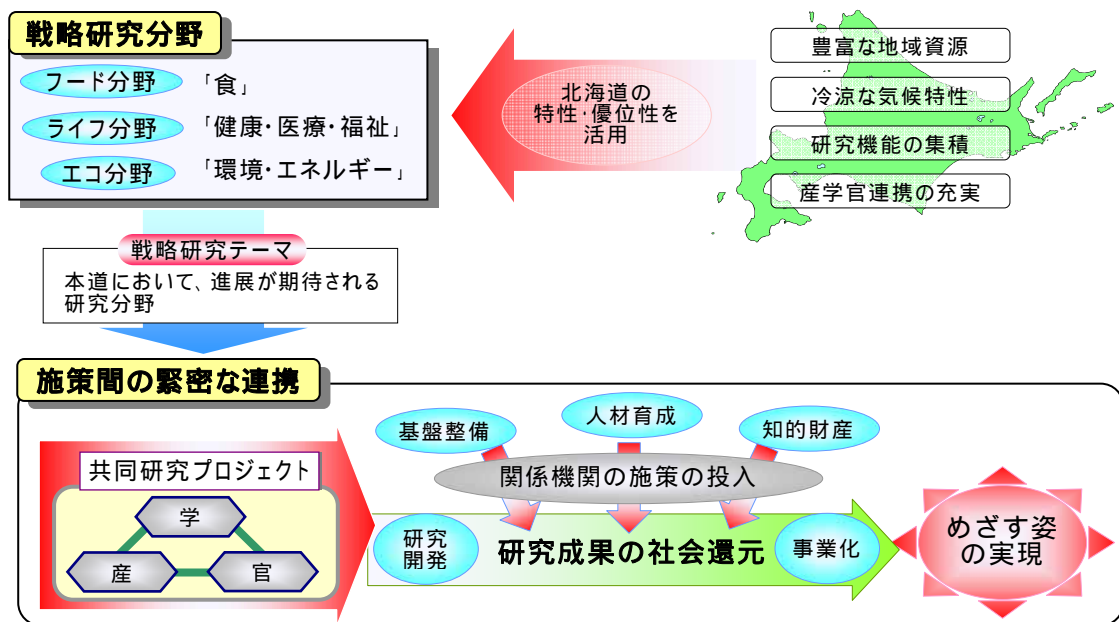 戦略研究分野
フード分野 「食」
ライフ分野 「健康・医療・福祉」
エコ分野 「環境・エネルギー」
北海道の
特性・優位性を
活用
豊富な地域資源
冷涼な気候特性
研究機能の集積
産学官連携の充実
戦略研究テーマ
本道において、進展が期待される
研究分野
施策間の緊密な連携
共同研究プロジェクト
学
産
官
基盤整備
人材育成
知的財産
関係機関の施策の投入
研究
開発
研究成果の社会還元
事業化
めざす姿
の実現